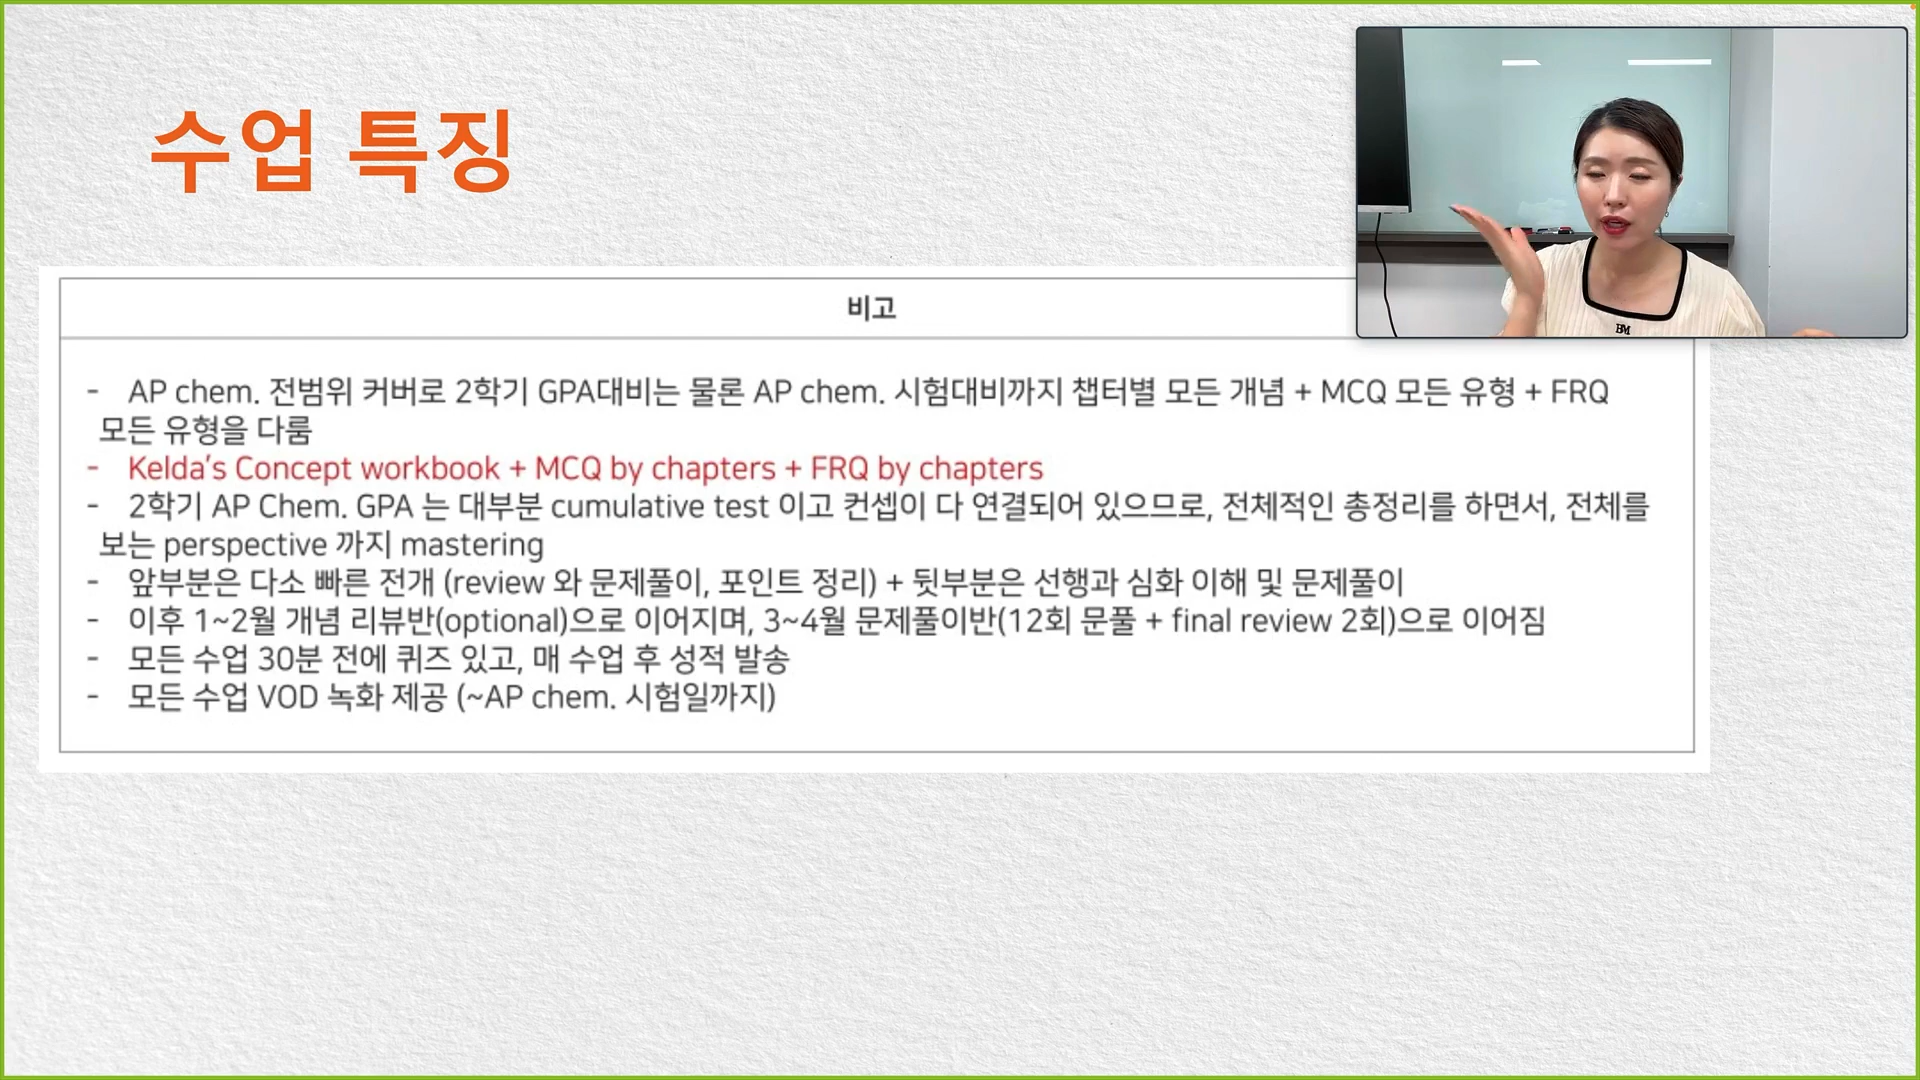 수업 특징
비고
- AP chem. 전범위 커버로 2학기 GPA대비는 물론 AP chem. 시험대비까지 챕터별 모든 개념 + MCQ 모든 유형 + FRQ
모든 유형을 다룸
- Kelda's Concept workbook + MCQ by chapters + FRQ by chapters
- 2학기 AP Chem. GPA 는 대부분 cumulative test 이고 컨셉이 다 연결되어 있으므로, 전체적인 총정리를 하면서, 전체를
보는 perspective 까지 mastering
- 앞부분은 다소 빠른 전개 (review 와 문제풀이, 포인트 정리) + 뒷부분은 선행과 심화 이해 및 문제풀이
- 이후 1~2월 개념 리뷰반(optional)으로 이어지며, 3~4월 문제풀이반(12회 문풀 + final review 2회)으로 이어짐
- 모든 수업 30분 전에 퀴즈 있고, 매 수업 후 성적 발송
- 모든 수업 VOD 녹화 제공 (~AP chem. 시험일까지)